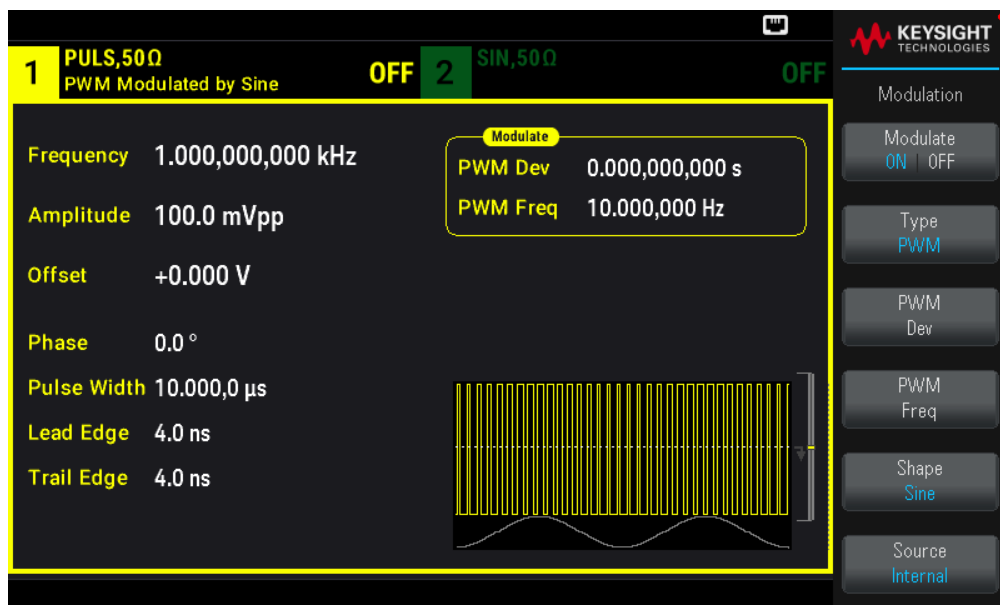 1
PULS,50Ω
PWM Modulated by Sine
OFF
2
SIN,50Ω
OFF
Frequency 1.000,000,000 kHz
Amplitude 100.0 mVpp
Offset +0.000 V
Phase 0.0 °
Pulse Width 10.000,0 µs
Lead Edge 4.0 ns
Trail Edge 4.0 ns
Modulate
PWM Dev 0.000,000,000 s
PWM Freq 10.000,000 Hz
KEYSIGHT
TECHNOLOGIES
Modulation
Modulate
ON | OFF
Type
PWM
PWM
Dev
PWM
Freq
Shape
Sine
Source
Internal